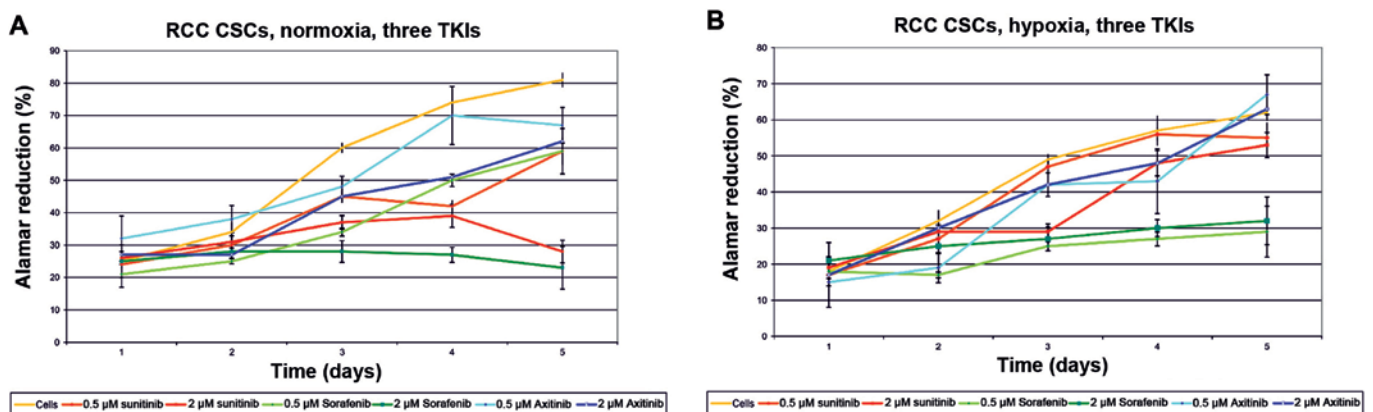 A
RCC CSCs, normoxia, three TKIs
Alamar reduction (%)
90
80
70
60
50
40
30
20
10
0
1 2 3 4 5
Time (days)
Cells 0.5 µM sunitinib 2 µM sunitinib 0.5 µM Sorafenib 2 µM Sorafenib 0.5 µM Axitinib 2 µM Axitinib
B
RCC CSCs, hypoxia, three TKIs
Alamar reduction (%)
80
70
60
50
40
30
20
10
0
1 2 3 4 5
Time (days)
Cells 0.5 µM sunitinib 2 µM sunitinib 0.5 µM Sorafenib 2 µM Sorafenib 0.5 µM Axitinib 2 µM Axitinib